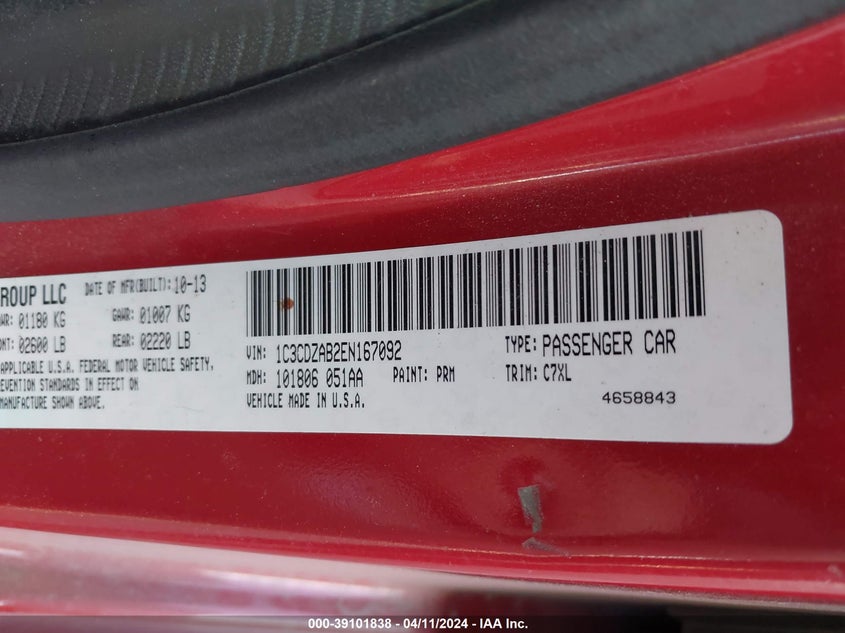 ROUP LLC DATE OF MFR(BUILT): 10-13
WR: 01180 KG GAWR: 01007 KG
ONT: 02600 LB REAR: 02220 LB
APPLICABLE U.S.A. FEDERAL MOTOR VEHICLE SAFETY,
EVENTION STANDARDS IN EFFECT ON
MANUFACTURE SHOWN ABOVE.
VIN: 1C3CDZAB2EN167092 TYPE: PASSENGER CAR
MDH: 101806 051AA PAINT: PRM TRIM: C7XL
VEHICLE MADE IN U.S.A. 4658843
000-39101838 - 04/11/2024 - IAA Inc.